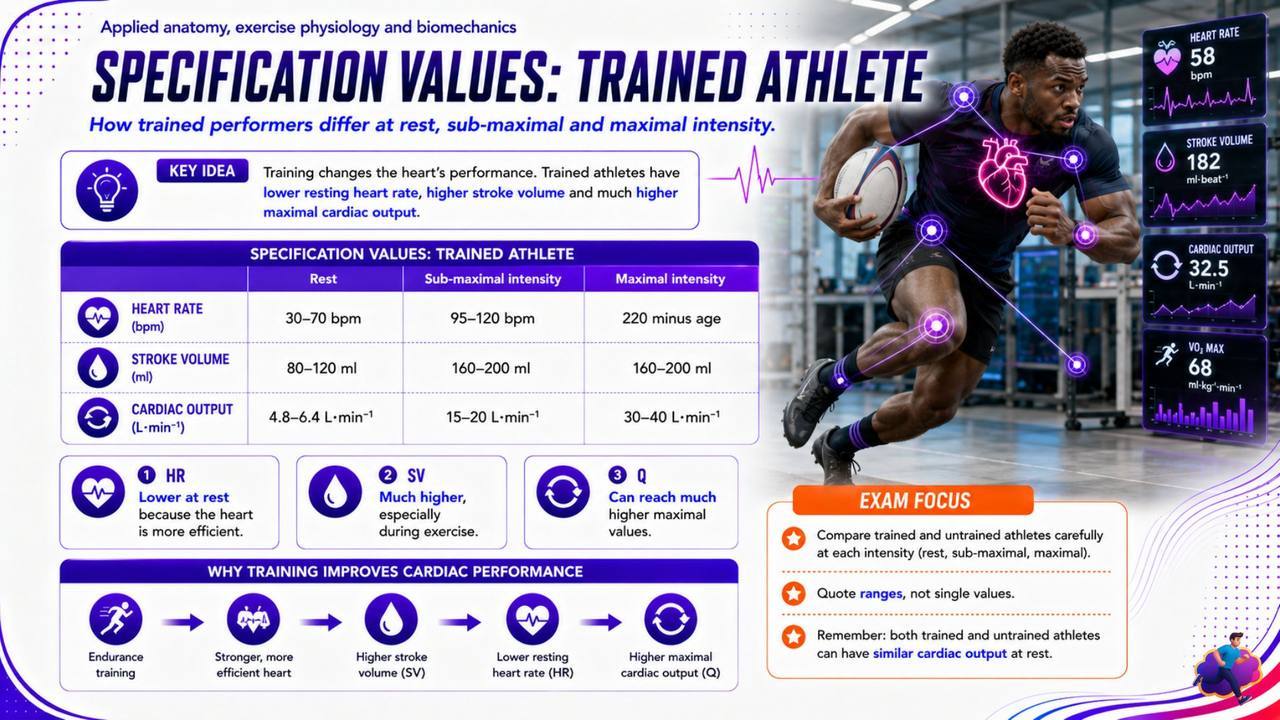 Applied anatomy, exercise physiology and biomechanics
SPECIFICATION VALUES: TRAINED ATHLETE
How trained performers differ at rest, sub-maximal and maximal intensity.
KEY IDEA
Training changes the heart's performance. Trained athletes have
lower resting heart rate, higher stroke volume and much higher
maximal cardiac output.
SPECIFICATION VALUES: TRAINED ATHLETE
Rest Sub-maximal intensity Maximal intensity
HEART RATE
(bpm)
30–70 bpm 95–120 bpm 220 minus age
STROKE VOLUME
(ml)
80–120 ml 160–200 ml 160–200 ml
CARDIAC OUTPUT
(L·min⁻¹)
4.8–6.4 L·min⁻¹ 15–20 L·min⁻¹ 30–40 L·min⁻¹
1 HR
Lower at rest
because the heart
is more efficient.
2 SV
Much higher,
especially
during exercise.
3 Q
Can reach much
higher maximal
values.
WHY TRAINING IMPROVES CARDIAC PERFORMANCE
Endurance
training
Stronger, more
efficient heart
Higher stroke
volume (SV)
Lower resting
heart rate (HR)
Higher maximal
cardiac output (Q)
HEART RATE
58
bpm
STROKE VOLUME
182
ml·beat⁻¹
CARDIAC OUTPUT
32.5
L·min⁻¹
VO₂ MAX
68
ml·kg⁻¹·min⁻¹
EXAM FOCUS
Compare trained and untrained athletes carefully
at each intensity (rest, sub-maximal, maximal).
Quote ranges, not single values.
Remember: both trained and untrained athletes
can have similar cardiac output at rest.